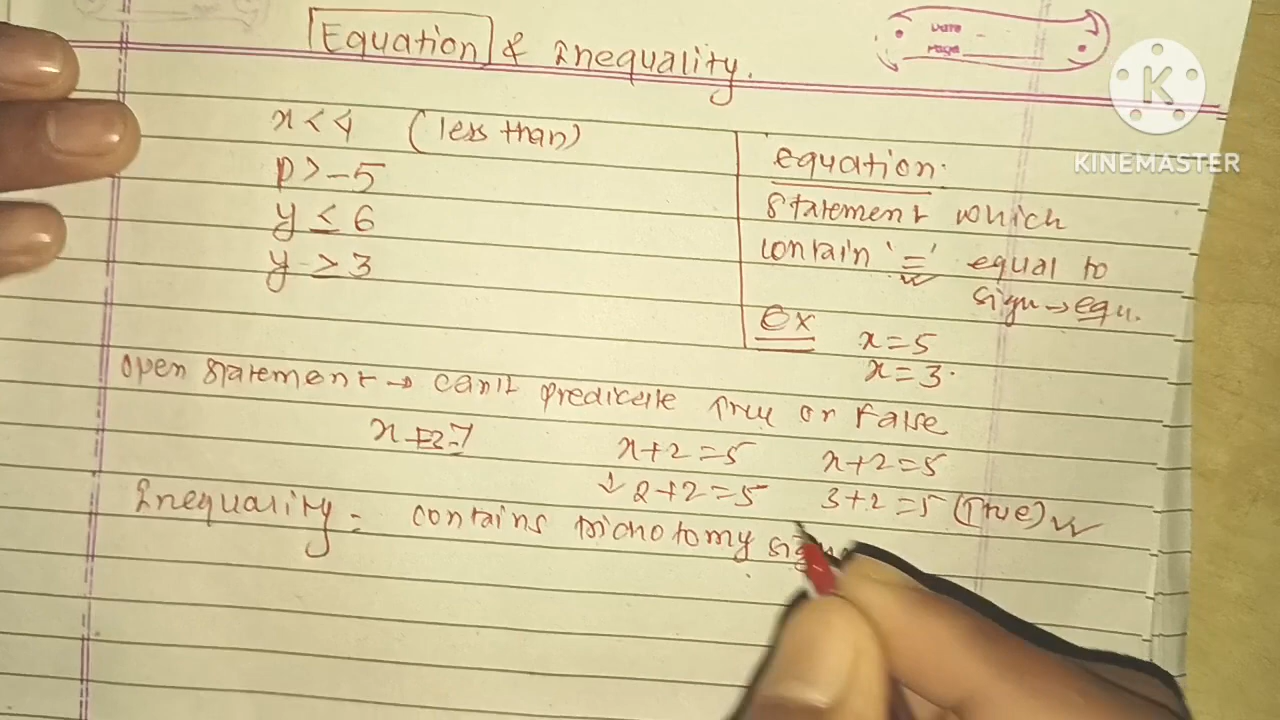 Equation & Inequality.
Date
Page
K
KINEMASTER
x < 4 (less than)
p > -5
y ≤ 6
y ≥ 3
equation.
Statement which
contain '=' equal to
sign → equ.
Ex x = 5
x = 3.
open statement → can't predicate True or False
x + 2 = 5 x + 2 = 5
↓ 2 + 2 = 5 3 + 2 = 5 (True)
Inequality = contains trichotomy sign